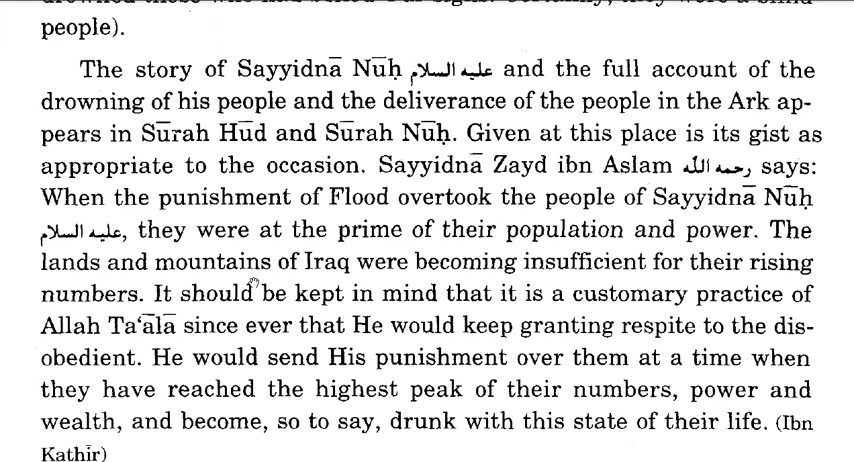 people).
The story of Sayyidnā Nūḥ عليه السلام and the full account of the
drowning of his people and the deliverance of the people in the Ark ap-
pears in Sūrah Hūd and Sūrah Nūḥ. Given at this place is its gist as
appropriate to the occasion. Sayyidnā Zayd ibn Aslam رحمه الله says:
When the punishment of Flood overtook the people of Sayyidnā Nūḥ
عليه السلام, they were at the prime of their population and power. The
lands and mountains of Iraq were becoming insufficient for their rising
numbers. It should be kept in mind that it is a customary practice of
Allah Ta‘ālā since ever that He would keep granting respite to the dis-
obedient. He would send His punishment over them at a time when
they have reached the highest peak of their numbers, power and
wealth, and become, so to say, drunk with this state of their life. (Ibn
Kathīr)